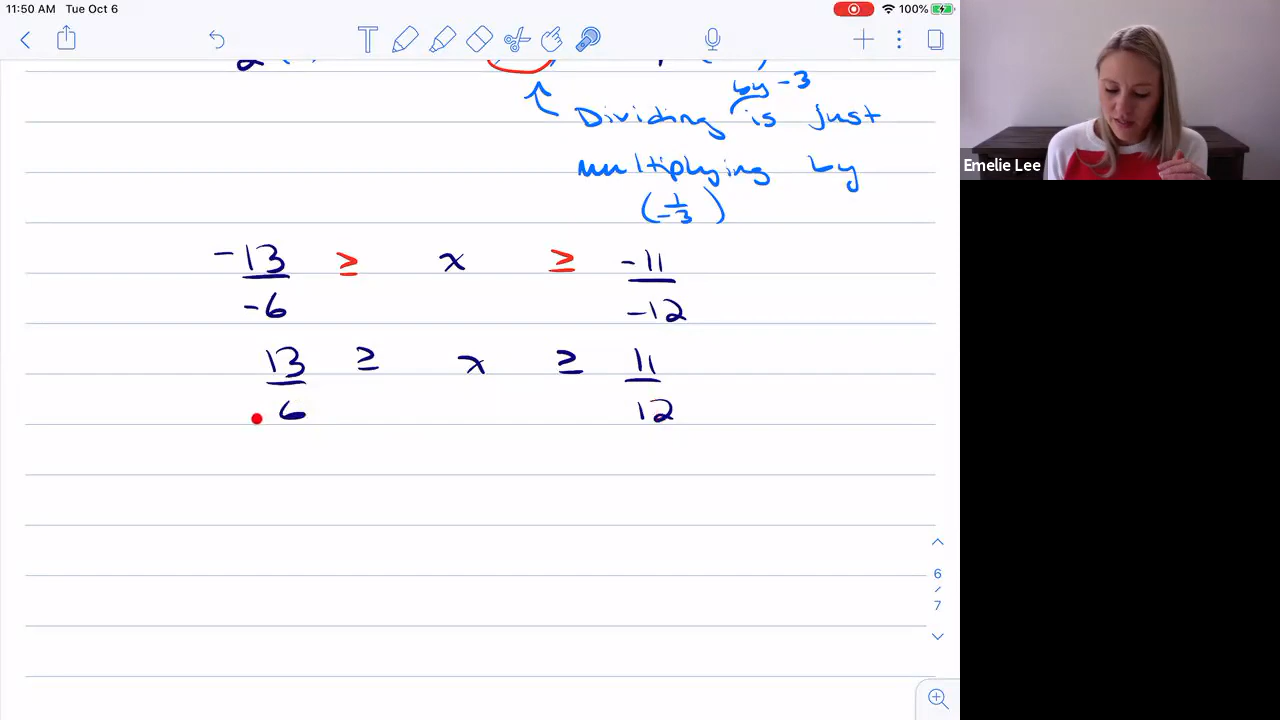 11:50 AM Tue Oct 6
100%
by -3
Dividing is just
multiplying by
(1/-3)
-13/-6 ≥ x ≥ -11/-12
13/6 ≥ x ≥ 11/12
Emelie Lee
6
/
7